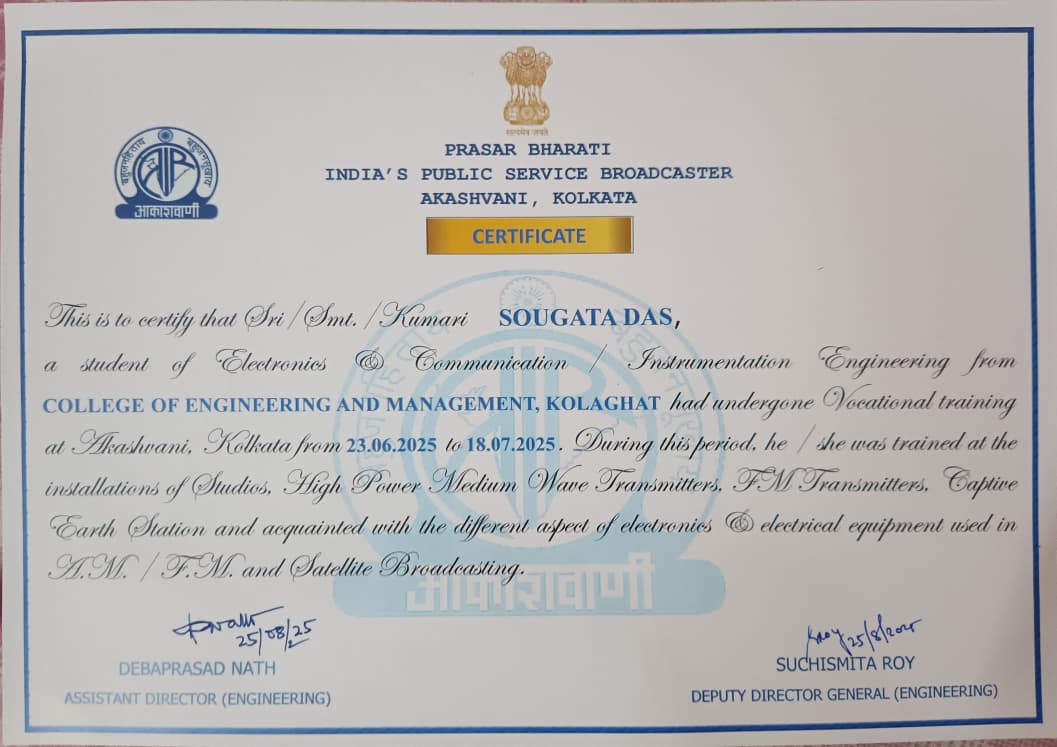 सत्यमेव जयते
बहुजनहिताय बहुजनसुखाय
आकाशवाणी
PRASAR BHARATI
INDIA'S PUBLIC SERVICE BROADCASTER
AKASHVANI, KOLKATA
CERTIFICATE
This is to certify that Sri / Smt. / Kumari SOUGATA DAS,
a student of Electronics & Communication / Instrumentation Engineering from
COLLEGE OF ENGINEERING AND MANAGEMENT, KOLAGHAT had undergone Vocational training
at Akashvani, Kolkata from 23.06.2025 to 18.07.2025. During this period, he / she was trained at the
installations of Studios, High Power Medium Wave Transmitters, FM Transmitters, Captive
Earth Station and acquainted with the different aspect of electronics & electrical equipment used in
A.M. / F.M. and Satellite Broadcasting.
आकाशवाणी
25/08/25
25/8/2025
DEBAPRASAD NATH
SUCHISMITA ROY
ASSISTANT DIRECTOR (ENGINEERING)
DEPUTY DIRECTOR GENERAL (ENGINEERING)